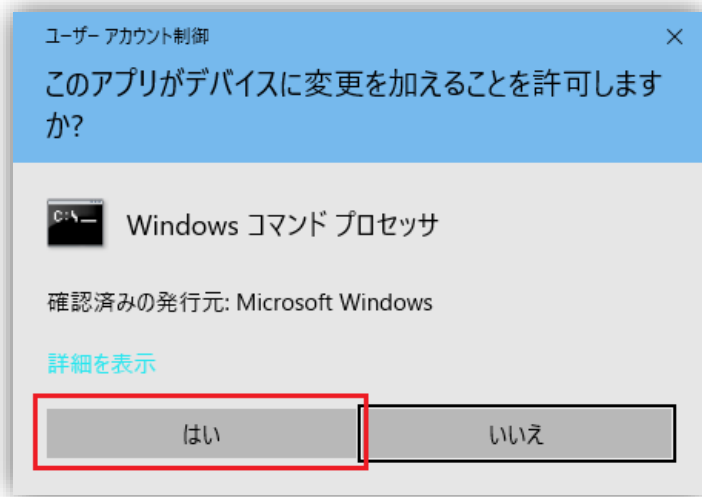 ユーザー アカウント制御
このアプリがデバイスに変更を加えることを許可します
か?
C:\
Windows コマンド プロセッサ
確認済みの発行元: Microsoft Windows
詳細を表示
はい
いいえ